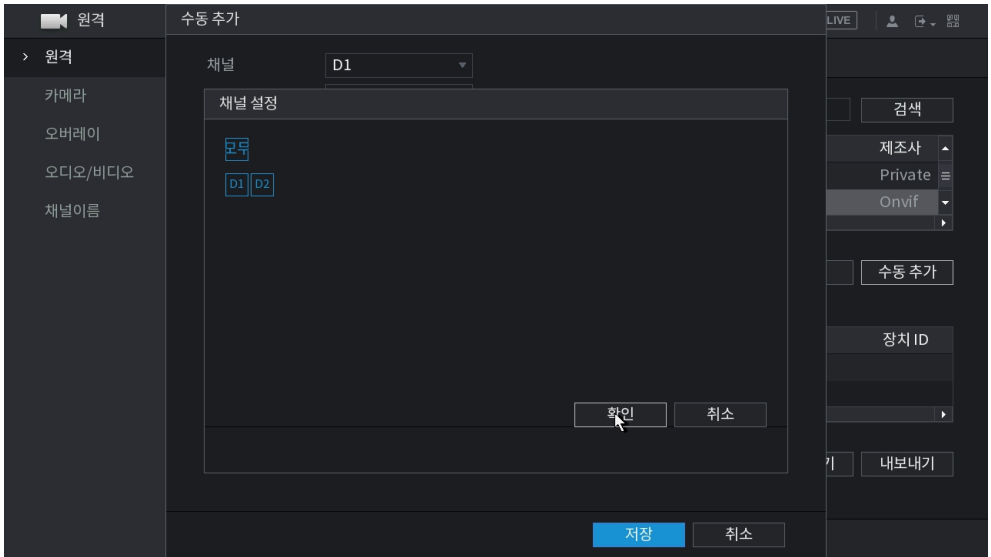 원격
수동 추가
LIVE
원격
카메라
오버레이
오디오/비디오
채널이름
채널
D1
채널 설정
모두
D1 D2
확인
취소
검색
제조사
Private
Onvif
수동 추가
장치 ID
기
내보내기
저장
취소